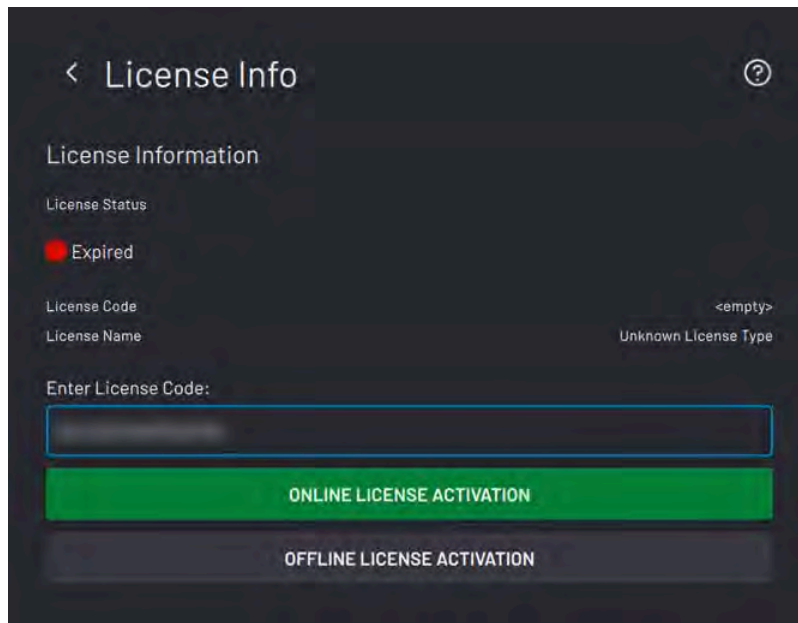 License Info
License Information
License Status
Expired
License Code <empty>
License Name Unknown License Type
Enter License Code:
ONLINE LICENSE ACTIVATION
OFFLINE LICENSE ACTIVATION